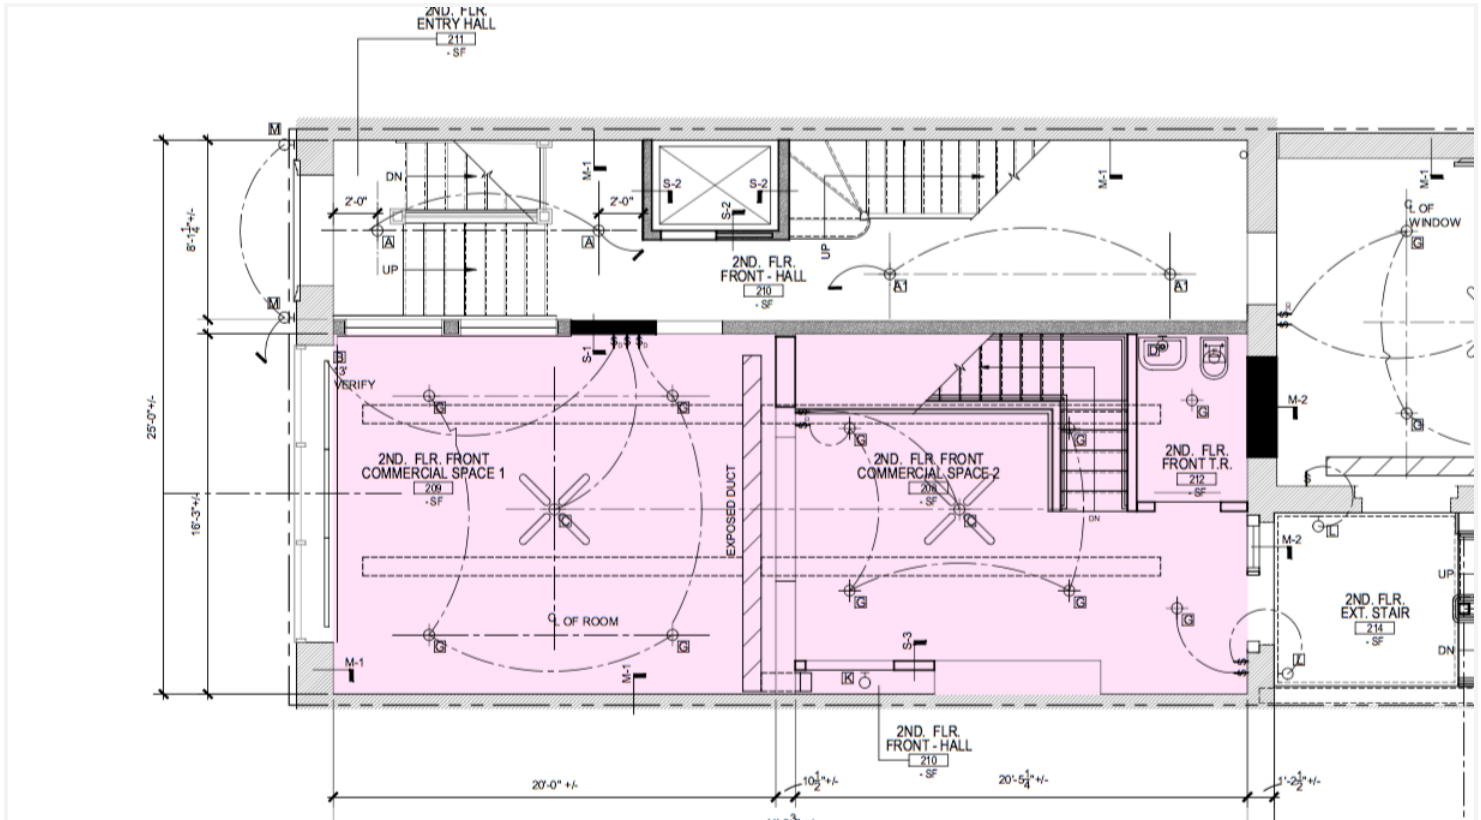 2ND. FLR.
ENTRY HALL
211
- SF
M
DN
M-1
2'-0"
2'-0"
S-2
S-2
S-2
M-1
M-1
℄ OF
WINDOW
G
8'-1 1/4"+/-
A
A
UP
UP
2ND. FLR.
FRONT - HALL
210
- SF
A1
A1
M
S-1
S_D S S_D
B
13'
VERIFY
D
25'-0"+/-
G
G
G
G
G
G
M-2
2ND. FLR. FRONT
COMMERCIAL SPACE 1
209
- SF
2ND. FLR. FRONT
COMMERCIAL SPACE 2
208
- SF
2ND. FLR.
FRONT T.R.
212
- SF
S
16'-3"+/-
EXPOSED DUCT
DN
L
M-2
UP
2ND. FLR.
EXT. STAIR
214
- SF
DN
G
G
G
℄ OF ROOM
G
G
S-3
S
S
Z
M-1
M-1
K
2ND. FLR.
FRONT - HALL
210
- SF
20'-0" +/-
10 1/2"+/-
20'-5 1/4"+/-
1'-2 1/2"+/-